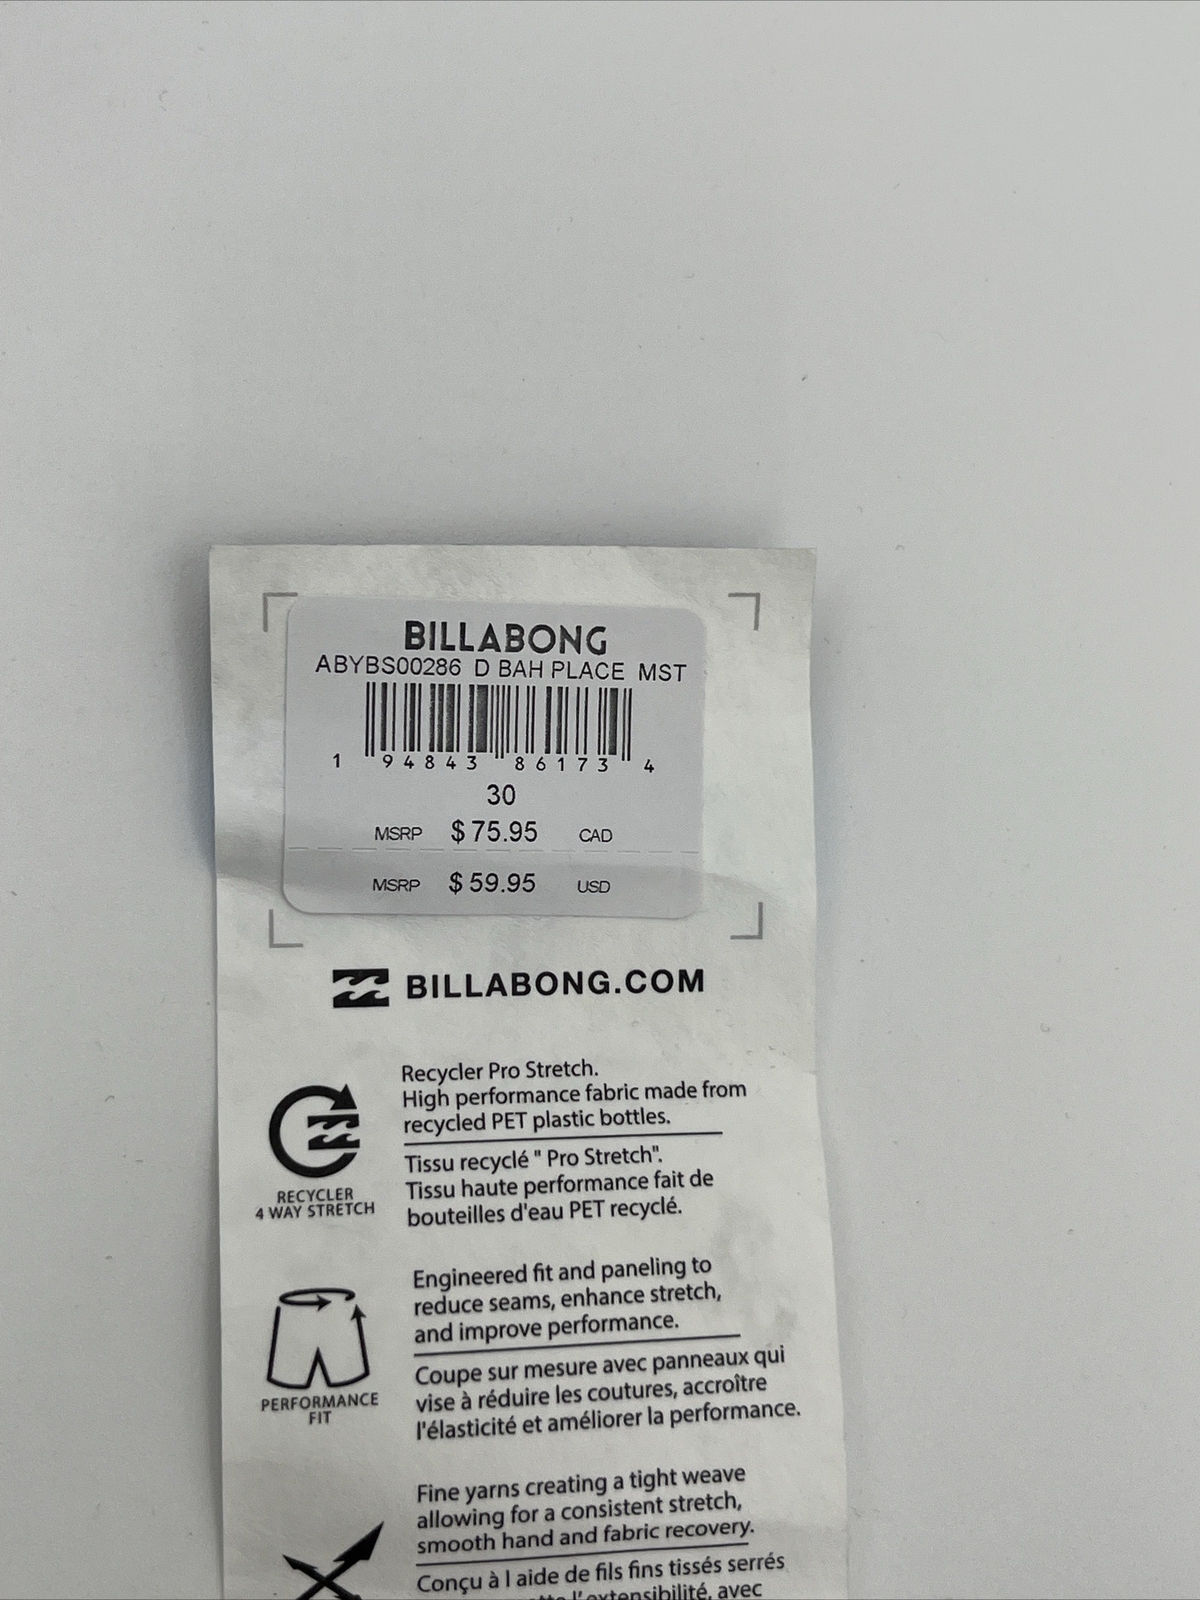 BILLABONG
ABYBS00286 D BAH PLACE MST
1 94843 86173 4
30
MSRP $75.95 CAD
MSRP $59.95 USD
BILLABONG.COM
Recycler Pro Stretch.
High performance fabric made from
recycled PET plastic bottles.
Tissu recyclé " Pro Stretch".
Tissu haute performance fait de
bouteilles d'eau PET recyclé.
RECYCLER
4 WAY STRETCH
Engineered fit and paneling to
reduce seams, enhance stretch,
and improve performance.
Coupe sur mesure avec panneaux qui
vise à réduire les coutures, accroître
l'élasticité et améliorer la performance.
PERFORMANCE
FIT
Fine yarns creating a tight weave
allowing for a consistent stretch,
smooth hand and fabric recovery.
Conçu à l aide de fils fins tissés serrés
l'extensibilité, avec